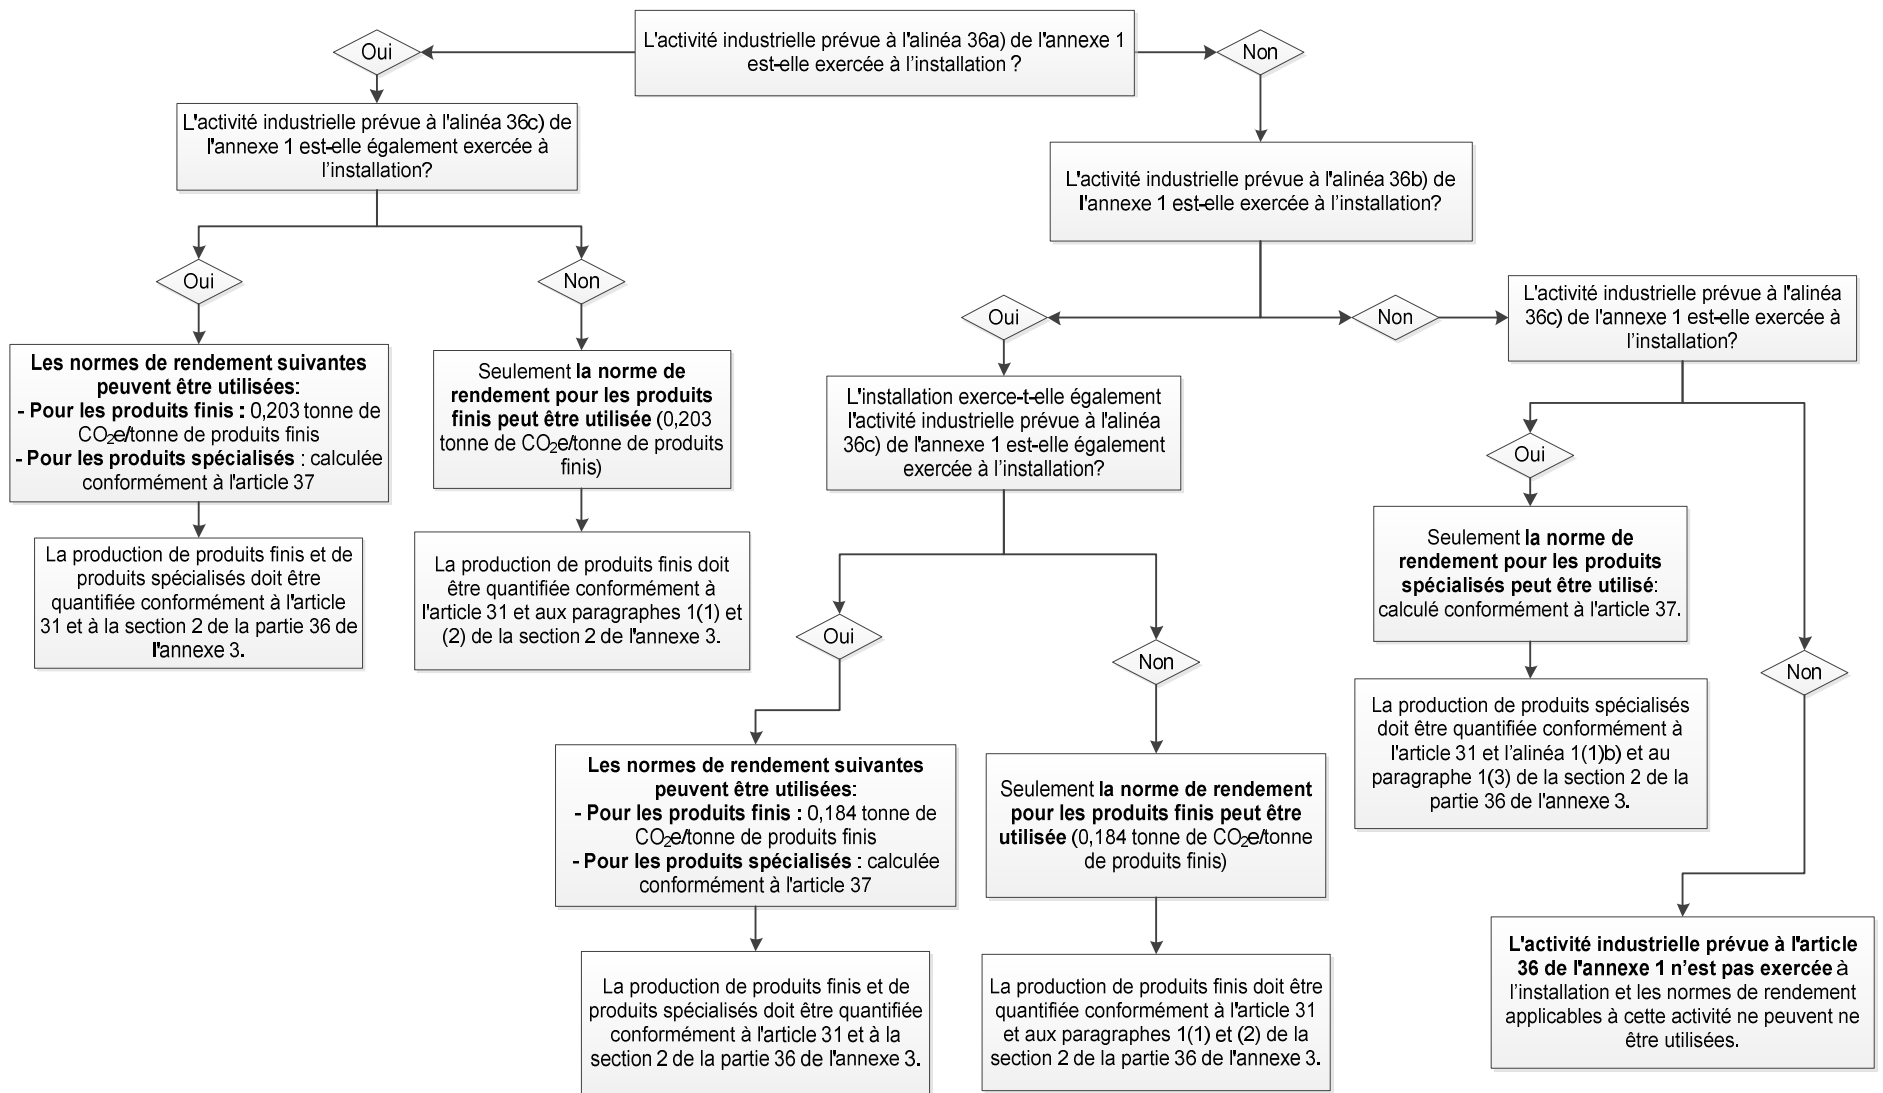 L'activité industrielle prévue à l'alinéa 36a) de l'annexe 1
est-elle exercée à l'installation ?
Oui
Non
L'activité industrielle prévue à l'alinéa 36c) de
l'annexe 1 est-elle également exercée à
l'installation?
L'activité industrielle prévue à l'alinéa 36b) de
l'annexe 1 est-elle exercée à l'installation?
Oui
Non
Oui
Non
L'activité industrielle prévue à l'alinéa
36c) de l'annexe 1 est-elle exercée à
l'installation?
Les normes de rendement suivantes
peuvent être utilisées:
- Pour les produits finis : 0,203 tonne de
CO₂e/tonne de produits finis
- Pour les produits spécialisés : calculée
conformément à l'article 37
Seulement la norme de
rendement pour les produits
finis peut être utilisée (0,203
tonne de CO₂e/tonne de produits
finis)
L'installation exerce-t-elle également
l'activité industrielle prévue à l'alinéa
36c) de l'annexe 1 est-elle également
exercée à l'installation?
Oui
Non
La production de produits finis et de
produits spécialisés doit être
quantifiée conformément à l'article
31 et à la section 2 de la partie 36 de
l'annexe 3.
La production de produits finis doit
être quantifiée conformément à
l'article 31 et aux paragraphes 1(1) et
(2) de la section 2 de l'annexe 3.
Seulement la norme de
rendement pour les produits
spécialisés peut être utilisé:
calculé conformément à l'article 37.
Oui
Non
La production de produits spécialisés
doit être quantifiée conformément à
l'article 31 et l'alinéa 1(1)b) et au
paragraphe 1(3) de la section 2 de la
partie 36 de l'annexe 3.
Les normes de rendement suivantes
peuvent être utilisées:
- Pour les produits finis : 0,184 tonne de
CO₂e/tonne de produits finis
- Pour les produits spécialisés : calculée
conformément à l'article 37
Seulement la norme de rendement
pour les produits finis peut être
utilisée (0,184 tonne de CO₂e/tonne
de produits finis)
La production de produits finis et de
produits spécialisés doit être quantifiée
conformément à l'article 31 et à la
section 2 de la partie 36 de l'annexe 3.
La production de produits finis doit être
quantifiée conformément à l'article 31
et aux paragraphes 1(1) et (2) de la
section 2 de la partie 36 de l'annexe 3.
L'activité industrielle prévue à l'article
36 de l'annexe 1 n'est pas exercée à
l'installation et les normes de rendement
applicables à cette activité ne peuvent ne
être utilisées.